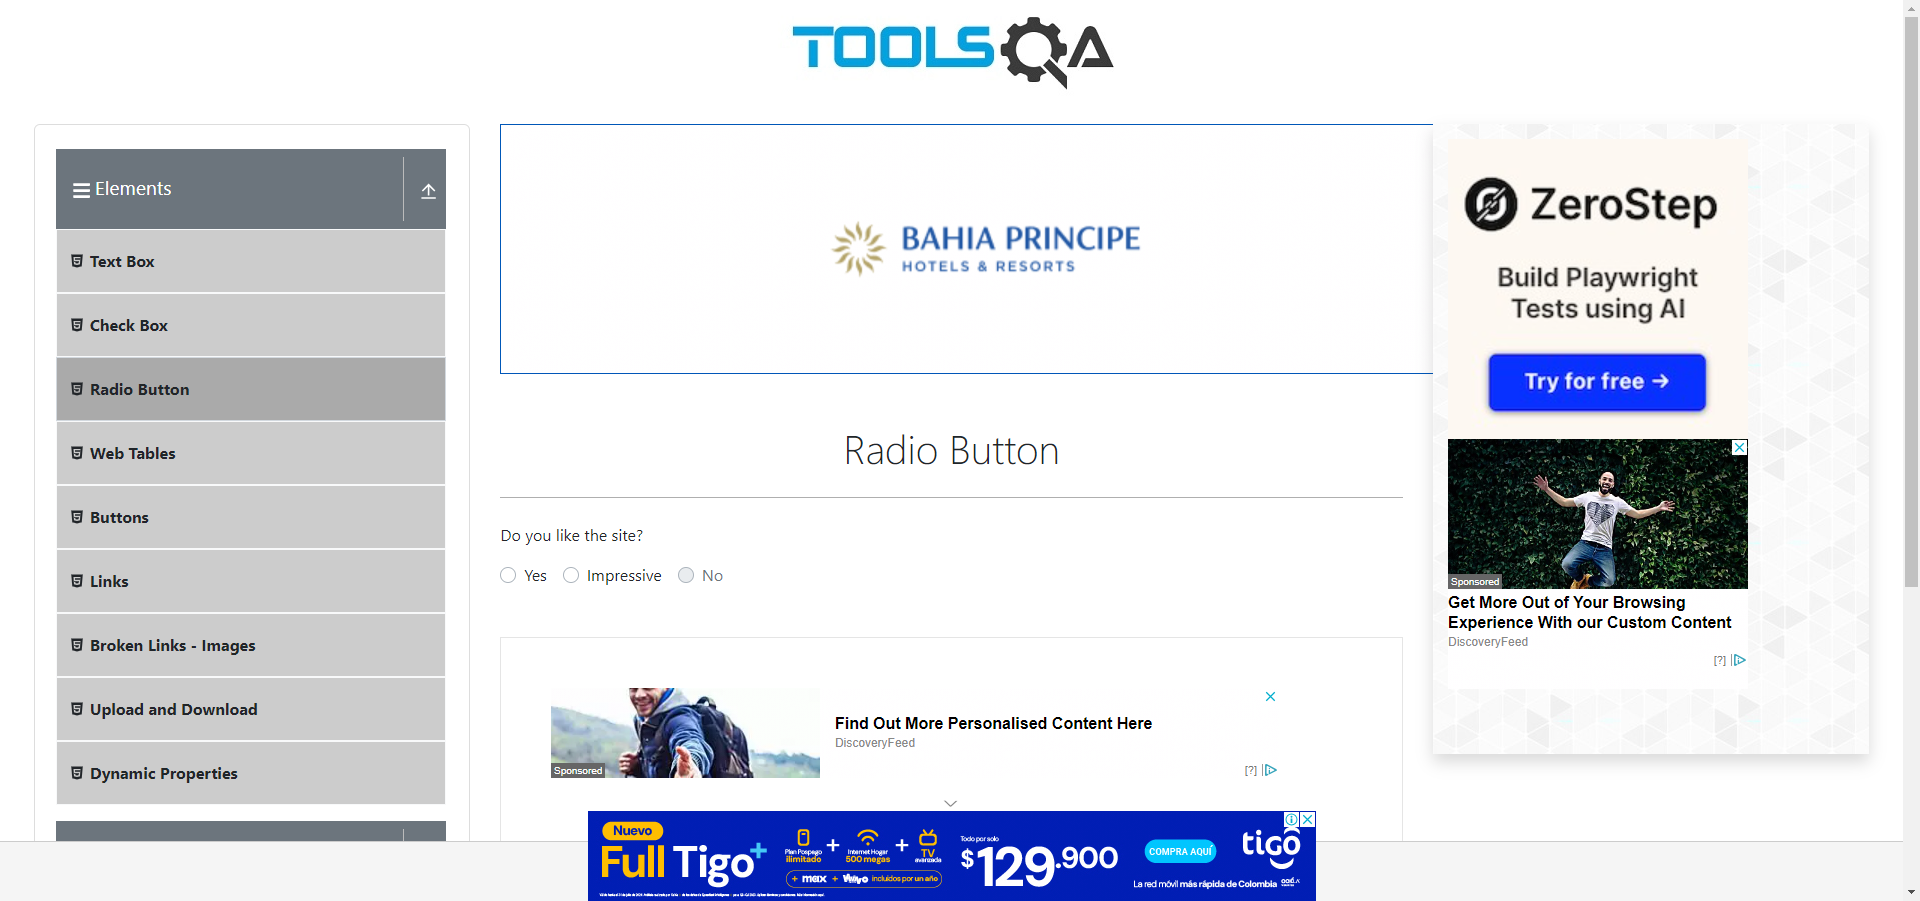 TOOLSQA
Elements
Text Box
Check Box
Radio Button
Web Tables
Buttons
Links
Broken Links - Images
Upload and Download
Dynamic Properties
BAHIA PRINCIPE
HOTELS & RESORTS
Radio Button
Do you like the site?
Yes
Impressive
No
Sponsored
Find Out More Personalised Content Here
DiscoveryFeed
[?]
ZeroStep
Build Playwright
Tests using AI
Try for free →
Sponsored
Get More Out of Your Browsing
Experience With our Custom Content
DiscoveryFeed
[?]
Nuevo
Full Tigo+
Plan Pospago
ilimitado
+
Internet Hogar
500 megas
+
TV
avanzada
+ max + Vix incluidos por un año
Todo por solo
$129.900
COMPRA AQUÍ
tigo
La red móvil más rápida de Colombia